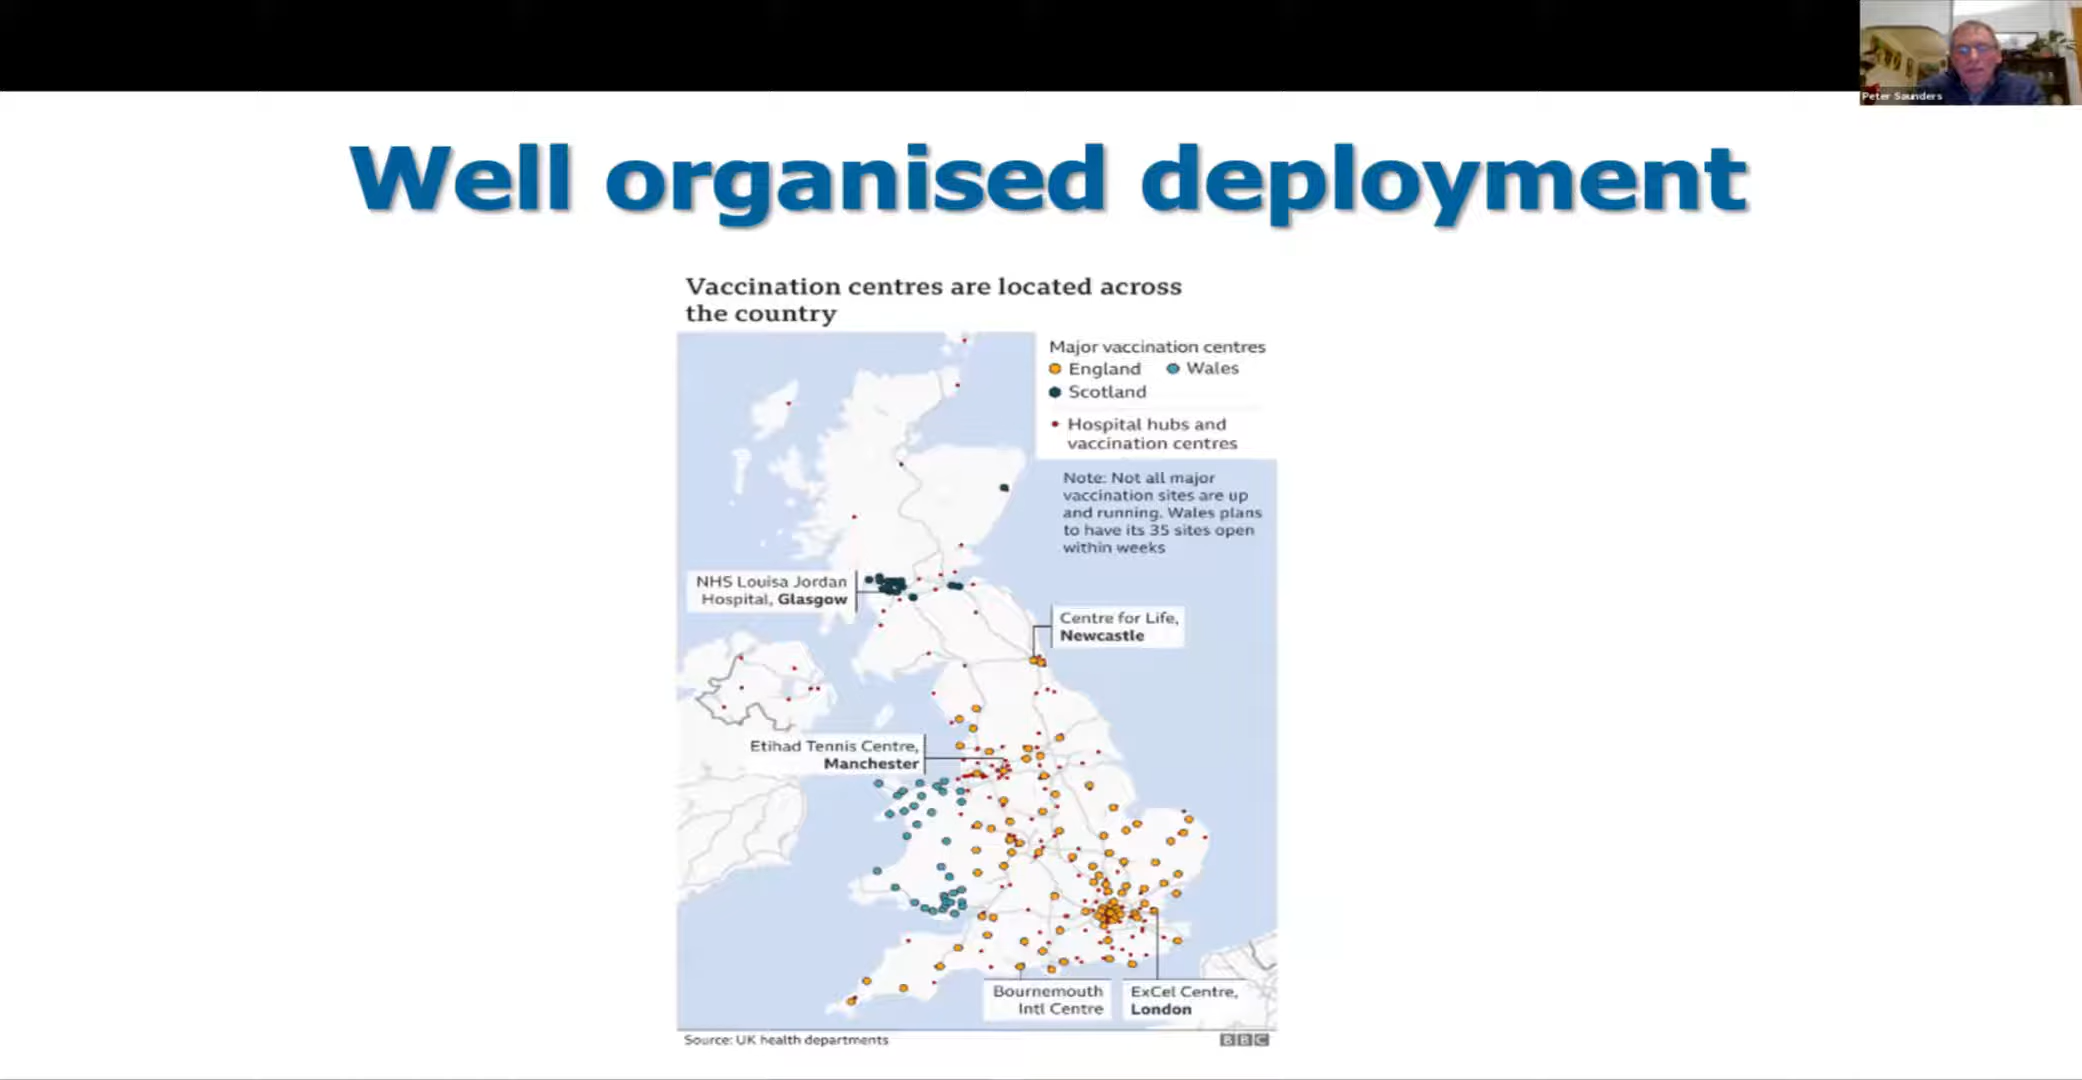 Peter Saunders
Well organised deployment
Vaccination centres are located across
the country
Major vaccination centres
England
Wales
Scotland
Hospital hubs and
vaccination centres
Note: Not all major
vaccination sites are up
and running. Wales plans
to have its 35 sites open
within weeks
NHS Louisa Jordan
Hospital, Glasgow
Centre for Life,
Newcastle
Etihad Tennis Centre,
Manchester
Bournemouth
Intl Centre
ExCel Centre,
London
Source: UK health departments
BBC